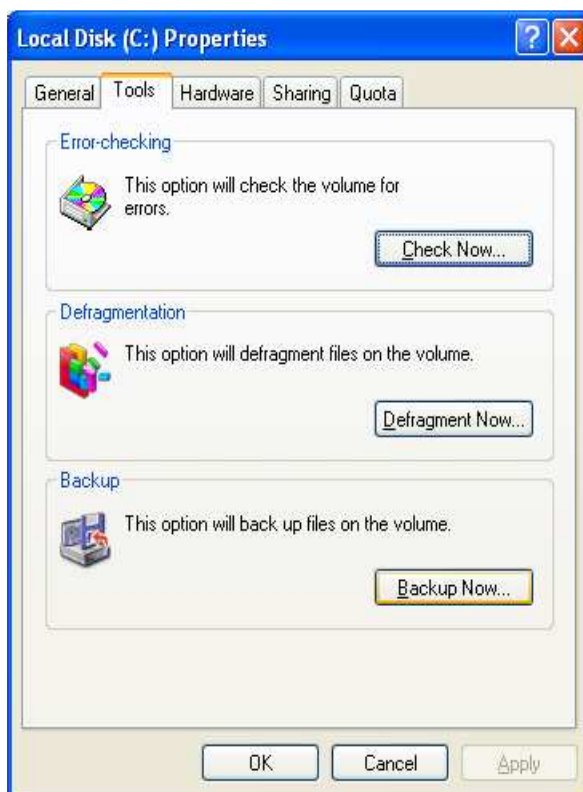 Local Disk (C:) Properties
General Tools Hardware Sharing Quota
Error-checking
This option will check the volume for
errors.
Check Now...
Defragmentation
This option will defragment files on the volume.
Defragment Now...
Backup
This option will back up files on the volume.
Backup Now...
OK Cancel Apply